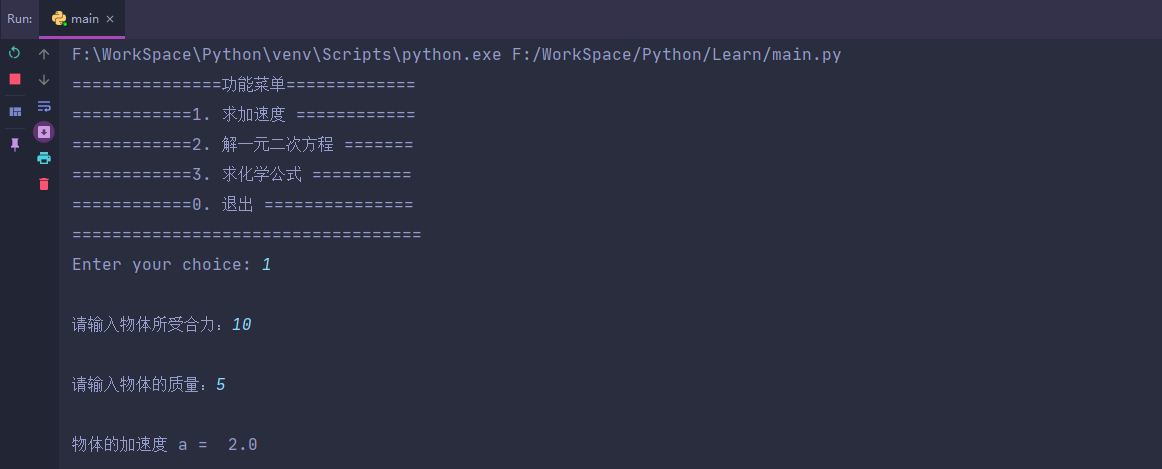 Run: main ×
F:\WorkSpace\Python\venv\Scripts\python.exe F:/WorkSpace/Python/Learn/main.py
===============功能菜单=============
============1. 求加速度 ============
============2. 解一元二次方程 =======
============3. 求化学公式 ==========
============0. 退出 ===============
===================================
Enter your choice: 1
请输入物体所受合力：10
请输入物体的质量：5
物体的加速度 a =  2.0